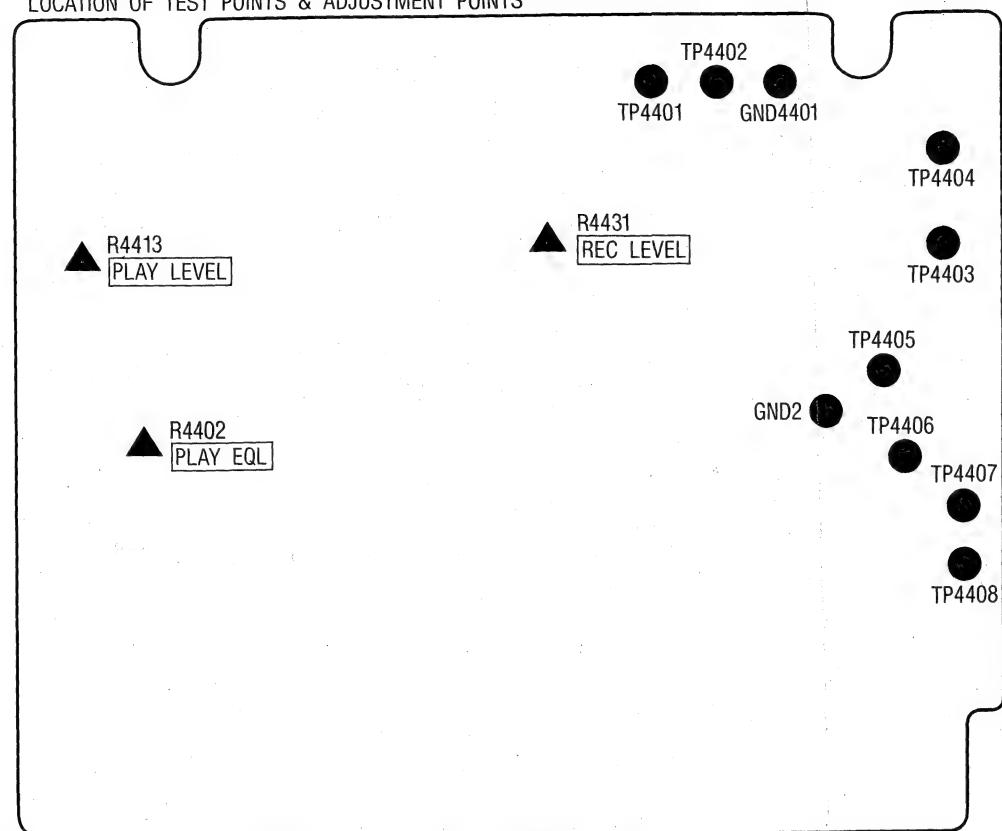 LOCATION OF TEST POINTS & ADJUSTMENT POINTS
TP4402
TP4401
GND4401
TP4404
R4413
PLAY LEVEL
R4431
REC LEVEL
TP4403
TP4405
GND2
TP4406
R4402
PLAY EQL
TP4407
TP4408